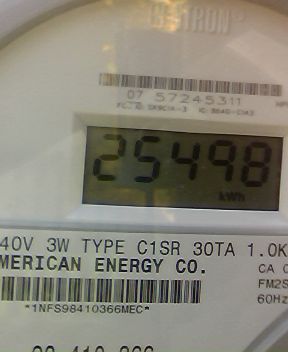 ITRON
07 57245311
25498
kWh
40V 3W TYPE C1SR 30TA 1.0K
MERICAN ENERGY CO.
CA 0
FM2S
60Hz
*1NFS98410366MEC*